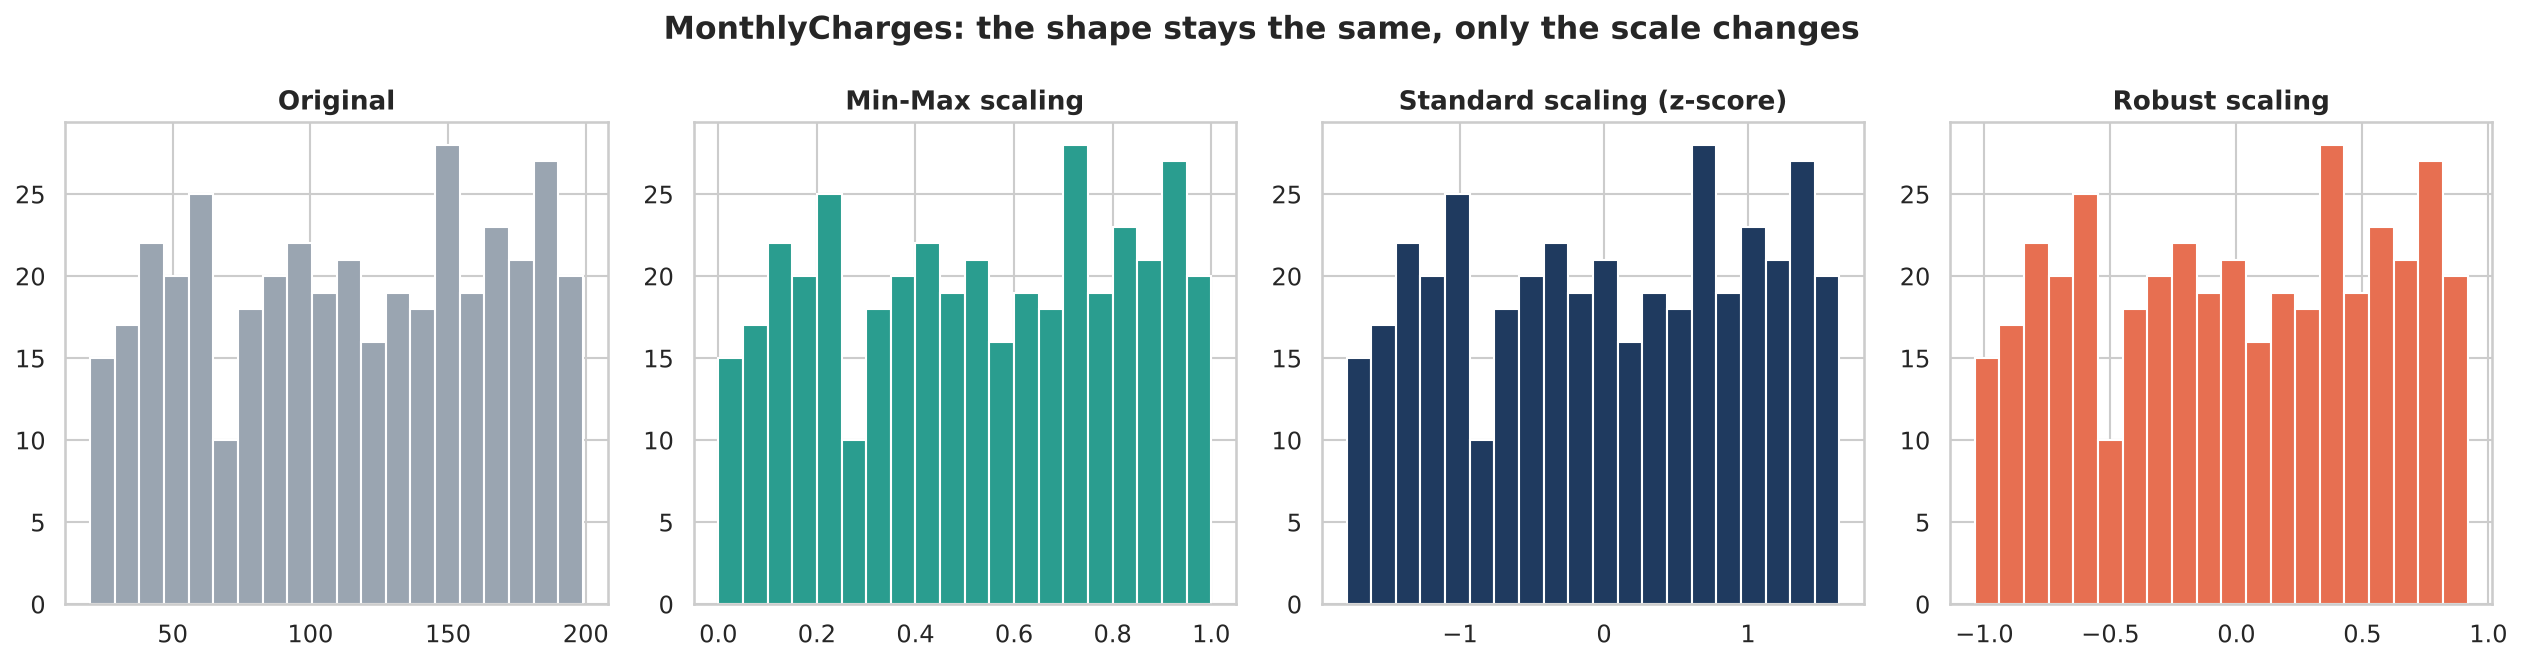 MonthlyCharges: the shape stays the same, only the scale changes
Original
25
20
15
10
5
0
50 100 150 200
Min-Max scaling
25
20
15
10
5
0
0.0 0.2 0.4 0.6 0.8 1.0
Standard scaling (z-score)
25
20
15
10
5
0
−1 0 1
Robust scaling
25
20
15
10
5
0
−1.0 −0.5 0.0 0.5 1.0